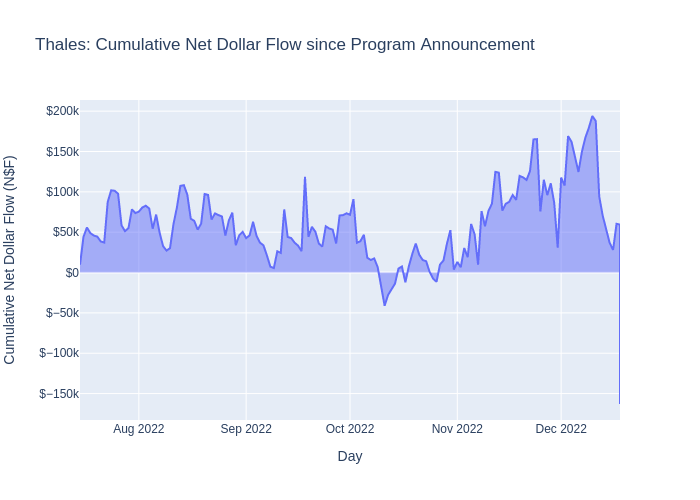 Thales: Cumulative Net Dollar Flow since Program Announcement
Cumulative Net Dollar Flow (N$F)
$200k
$150k
$100k
$50k
$0
$−50k
$−100k
$−150k
Aug 2022
Sep 2022
Oct 2022
Nov 2022
Dec 2022
Day